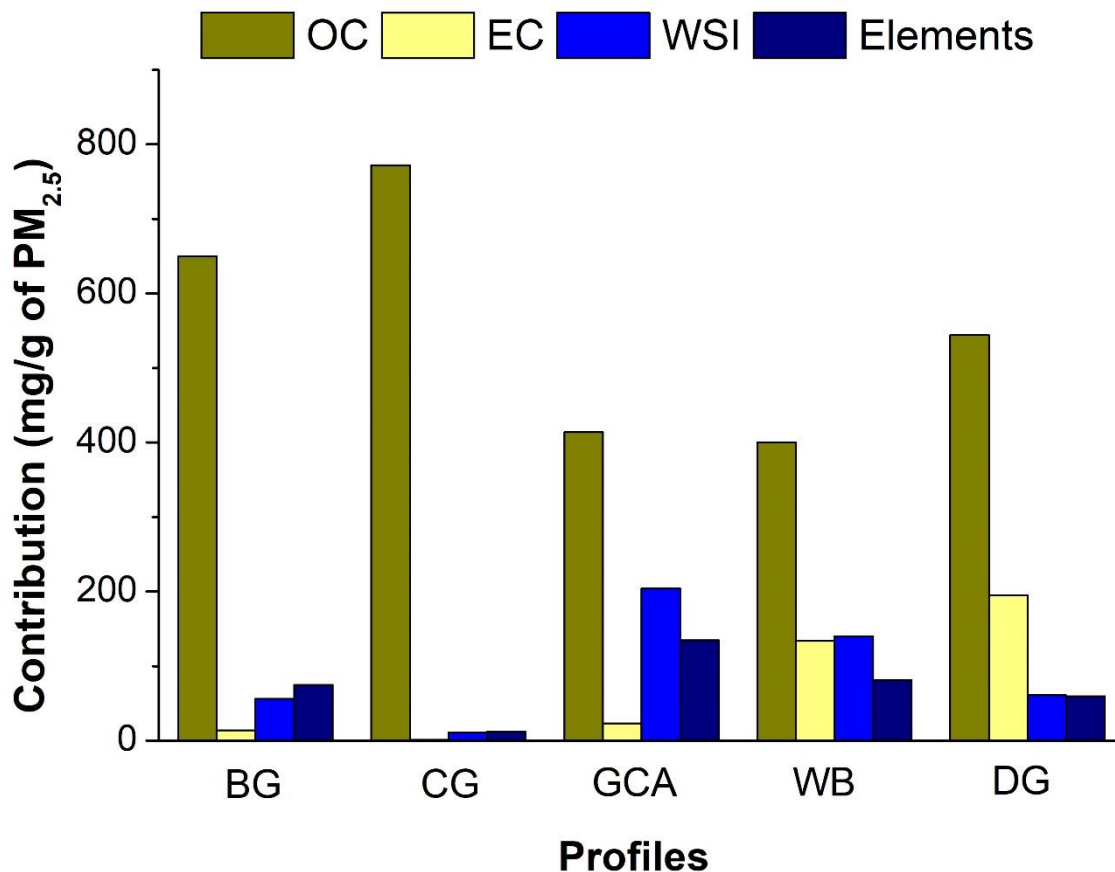 OC EC WSI Elements
Contribution (mg/g of PM2.5)
800
600
400
200
0
BG CG GCA WB DG
Profiles